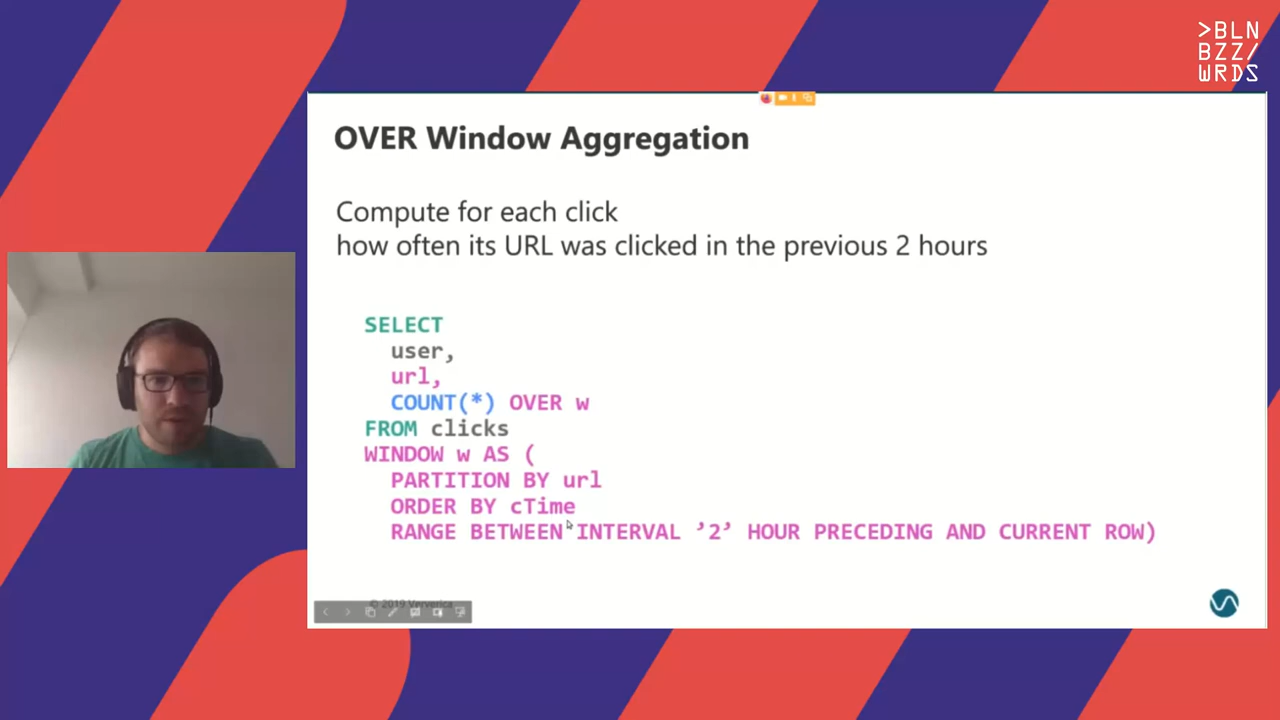 >BLN
BZZ/
WRDS
OVER Window Aggregation
Compute for each click
how often its URL was clicked in the previous 2 hours
SELECT
user,
url,
COUNT(*) OVER w
FROM clicks
WINDOW w AS (
PARTITION BY url
ORDER BY cTime
RANGE BETWEEN INTERVAL ’2’ HOUR PRECEDING AND CURRENT ROW)
© 2019 Ververica